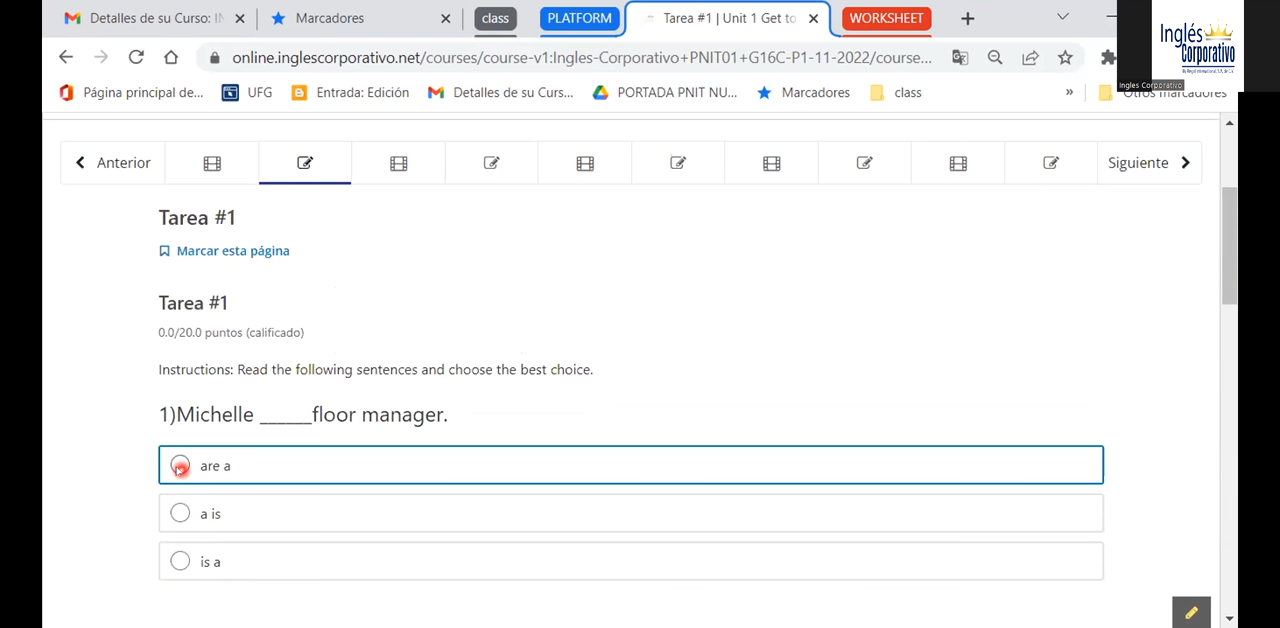 Detalles de su Curso: I
Marcadores
class
PLATFORM
Tarea #1 | Unit 1 Get to
WORKSHEET
online.inglescorporativo.net/courses/course-v1:Ingles-Corporativo+PNIT01+G16C-P1-11-2022/course...
Página principal de...
UFG
Entrada: Edición
Detalles de su Curs...
PORTADA PNIT NU...
Marcadores
class
»
Otros marcadores
Inglés
Corporativo
Ingles Corporativo
Anterior
Siguiente
Tarea #1
Marcar esta página
Tarea #1
0.0/20.0 puntos (calificado)
Instructions: Read the following sentences and choose the best choice.
1)Michelle ______floor manager.
are a
a is
is a